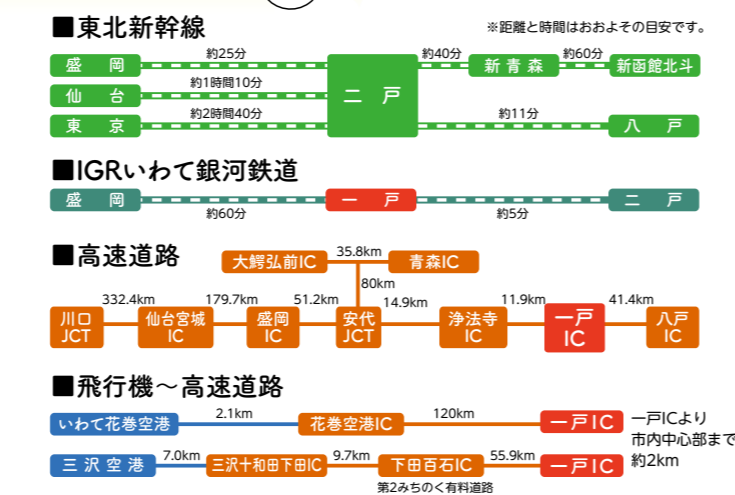 ■東北新幹線
※距離と時間はおおよその目安です。
盛岡 約25分 二戸 約40分 新青森 約60分 新函館北斗
仙台 約1時間10分
東京 約2時間40分 約11分 八戸
■IGRいわて銀河鉄道
盛岡 約60分 一戸 約5分 二戸
■高速道路
大鰐弘前IC 35.8km 青森IC
80km
332.4km 179.7km 51.2km 14.9km 11.9km 41.4km
川口JCT 仙台宮城IC 盛岡IC 安代JCT 浄法寺IC 一戸IC 八戸IC
■飛行機〜高速道路
いわて花巻空港 2.1km 花巻空港IC 120km 一戸IC
三沢空港 7.0km 三沢十和田下田IC 9.7km 下田百石IC 55.9km 一戸IC
第2みちのく有料道路
一戸ICより
市内中心部まで
約2km